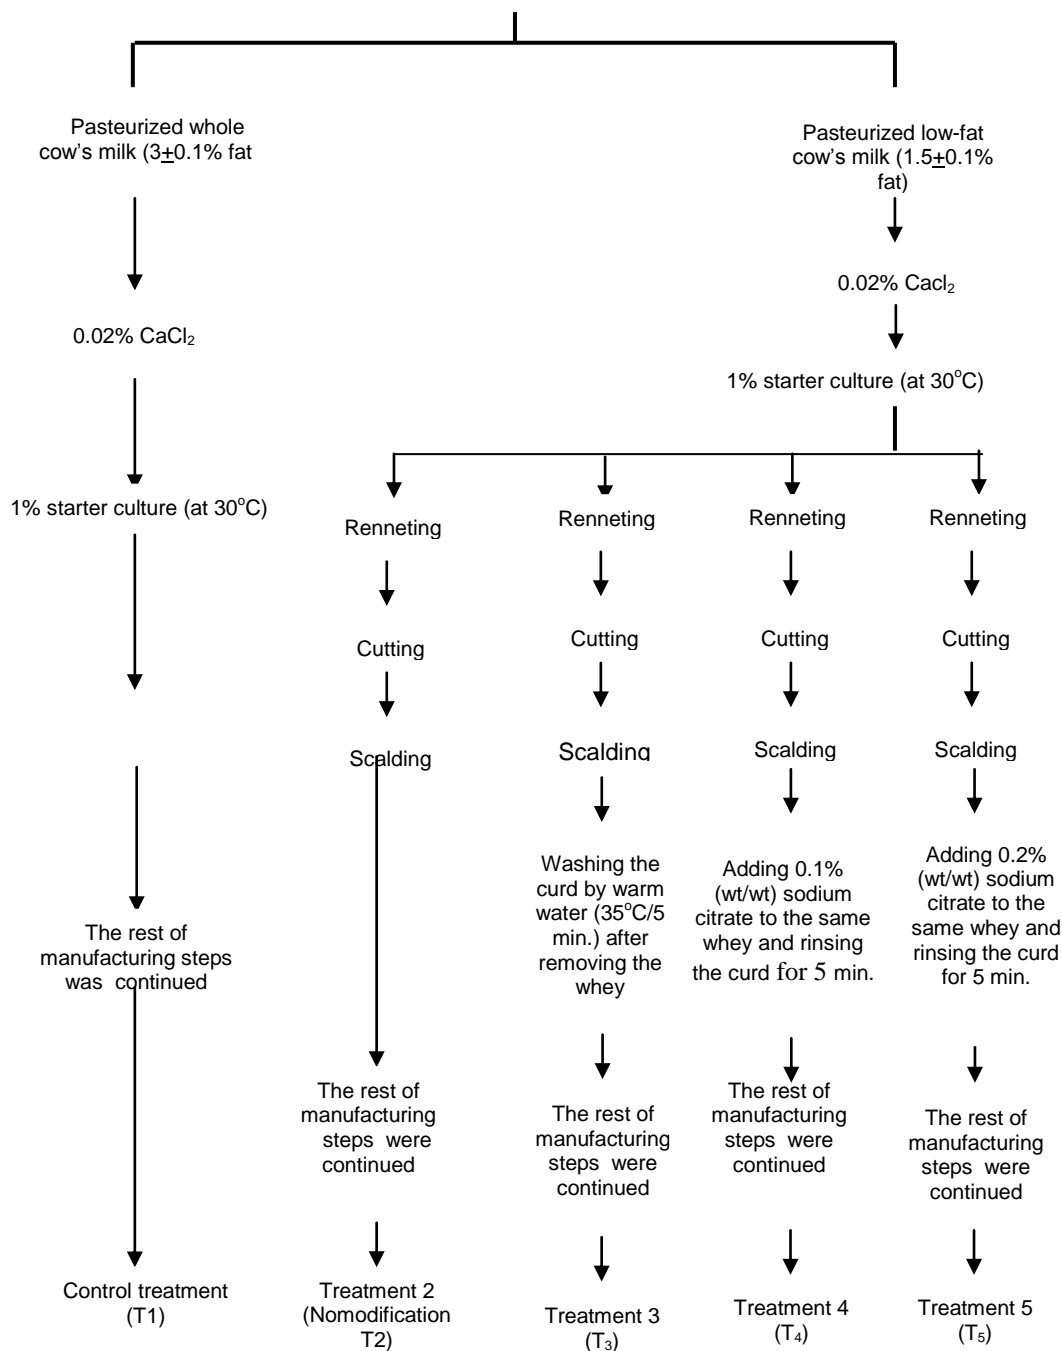 Pasteurized whole
cow's milk (3±0.1% fat
0.02% CaCl₂
1% starter culture (at 30°C)
The rest of
manufacturing steps
was continued
Control treatment
(T1)
Pasteurized low-fat
cow's milk (1.5±0.1%
fat)
0.02% Cacl₂
1% starter culture (at 30°C)
Renneting
Cutting
Scalding
The rest of
manufacturing
steps were
continued
Treatment 2
(Nomodification
T2)
Renneting
Cutting
Scalding
Washing the
curd by warm
water (35°C/5
min.) after
removing the
whey
The rest of
manufacturing
steps were
continued
Treatment 3
(T₃)
Renneting
Cutting
Scalding
Adding 0.1%
(wt/wt) sodium
citrate to the same
whey and rinsing
the curd for 5 min.
The rest of
manufacturing
steps were
continued
Treatment 4
(T₄)
Renneting
Cutting
Scalding
Adding 0.2%
(wt/wt) sodium
citrate to the
same whey and
rinsing the curd
for 5 min.
The rest of
manufacturing
steps were
continued
Treatment 5
(T₅)